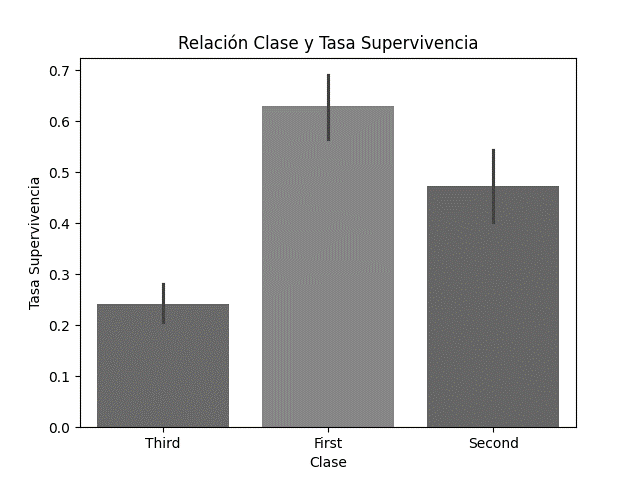 Relación Clase y Tasa Supervivencia
Tasa Supervivencia
0.7
0.6
0.5
0.4
0.3
0.2
0.1
0.0
Third First Second
Clase